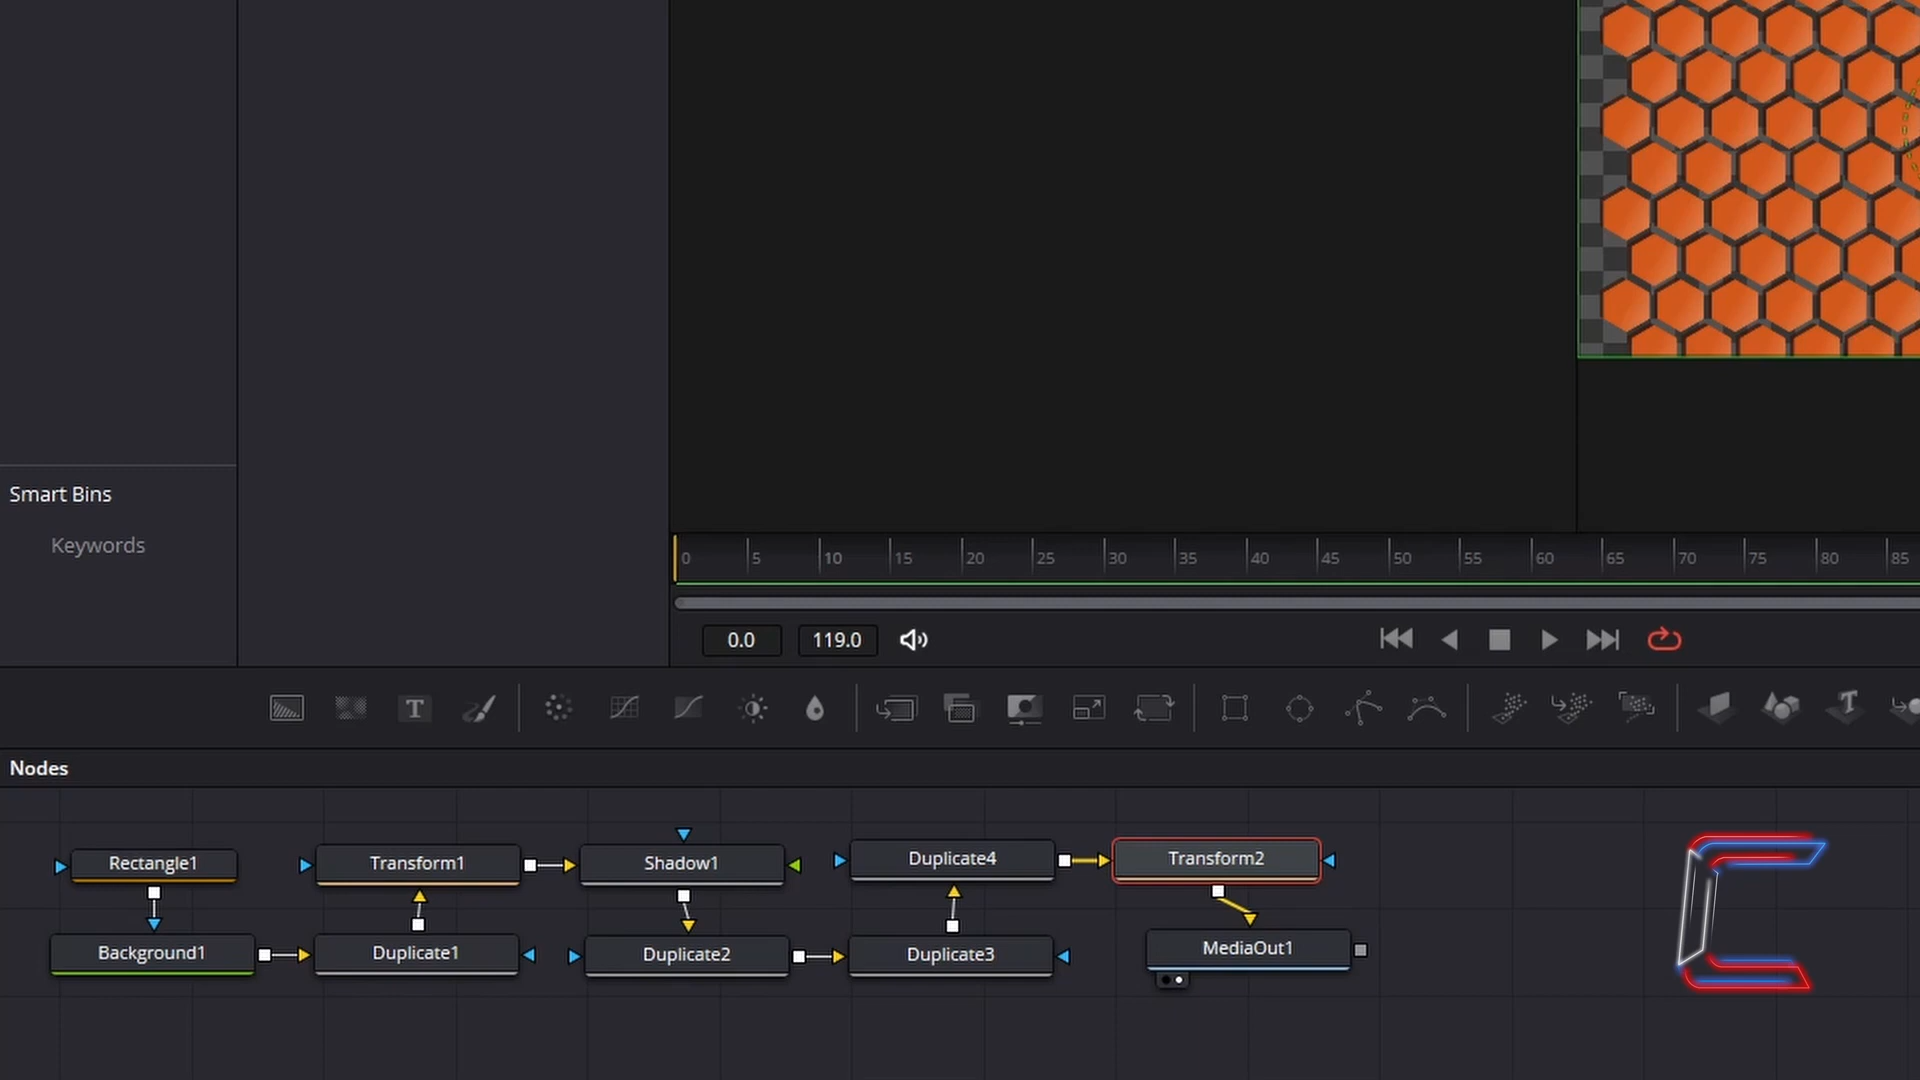 Smart Bins
Keywords
0 5 10 15 20 25 30 35 40 45 50 55 60 65 70 75 80 85
0.0 119.0
T
T
Nodes
Rectangle1 Transform1 Shadow1 Duplicate4 Transform2
Background1 Duplicate1 Duplicate2 Duplicate3 MediaOut1